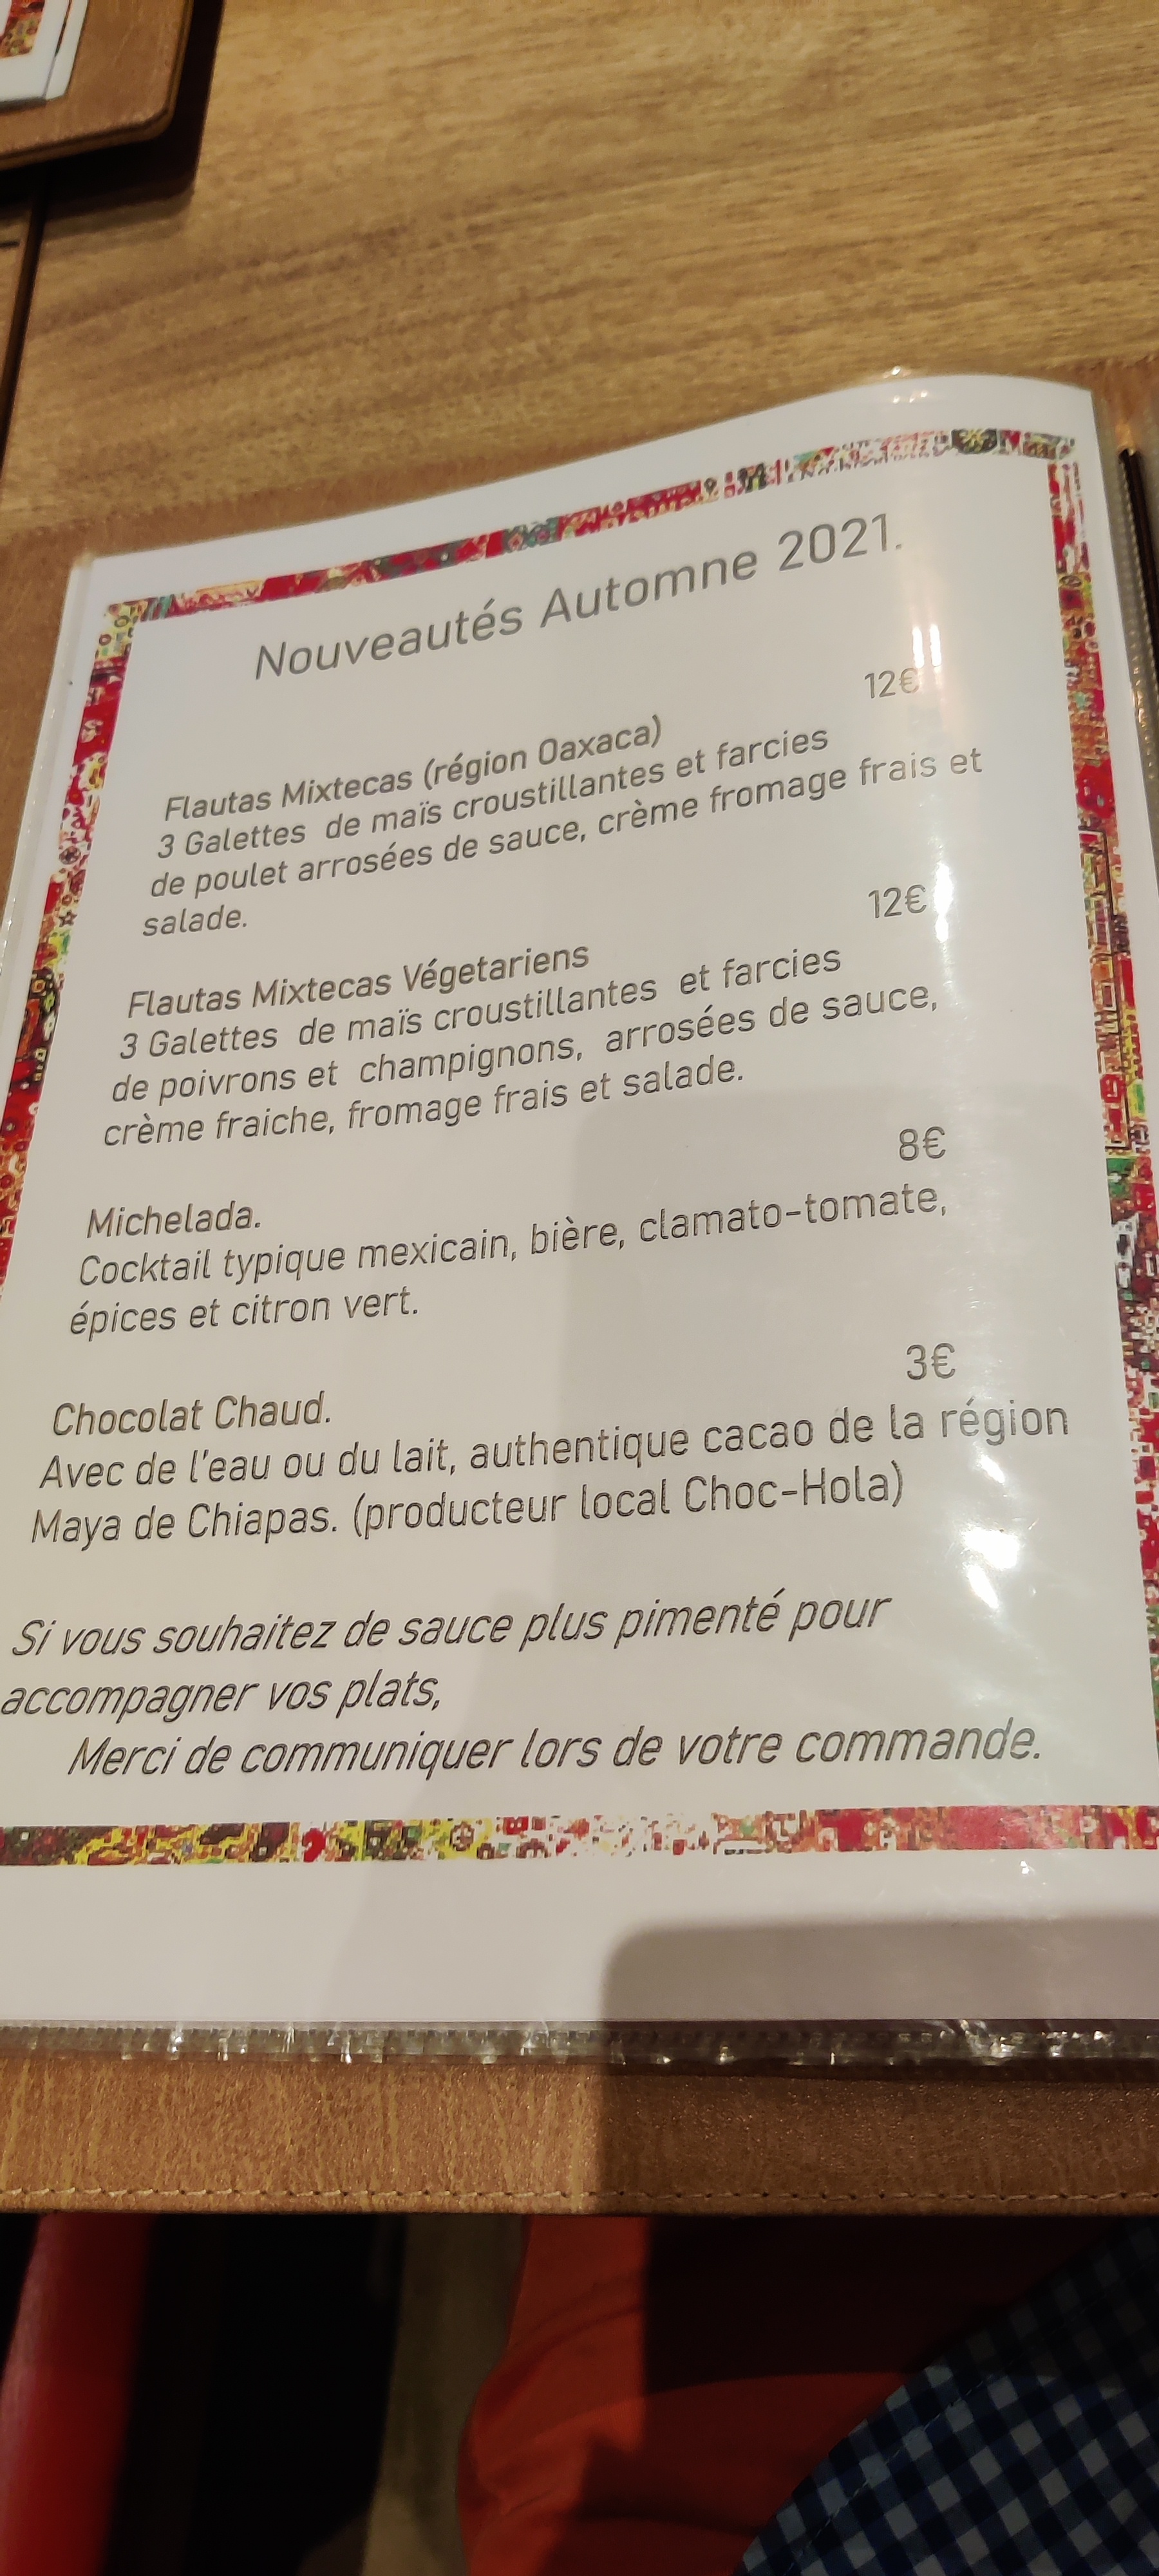 Nouveautés Automne 2021.
12€
Flautas Mixtecas (région Oaxaca)
3 Galettes de maïs croustillantes et farcies
de poulet arrosées de sauce, crème fromage frais et
salade.
12€
Flautas Mixtecas Végetariens
3 Galettes de maïs croustillantes et farcies
de poivrons et champignons, arrosées de sauce,
crème fraiche, fromage frais et salade.
8€
Michelada.
Cocktail typique mexicain, bière, clamato-tomate,
épices et citron vert.
3€
Chocolat Chaud.
Avec de l'eau ou du lait, authentique cacao de la région
Maya de Chiapas. (producteur local Choc-Hola)
Si vous souhaitez de sauce plus pimenté pour
accompagner vos plats,
Merci de communiquer lors de votre commande.